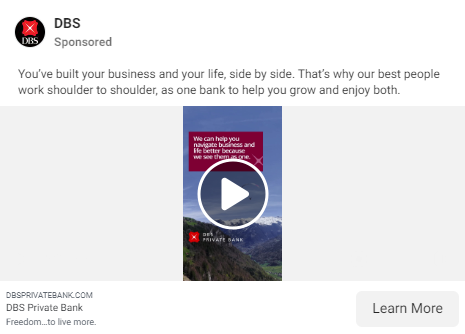 DBS
DBS
Sponsored
You've built your business and your life, side by side. That's why our best people
work shoulder to shoulder, as one bank to help you grow and enjoy both.
We can help you
navigate business and
life better because
we see them as one.
DBS
PRIVATE BANK
DBSPRIVATEBANK.COM
DBS Private Bank
Freedom...to live more.
Learn More